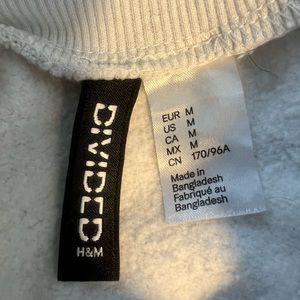 DIVIDED
H&M
EUR M
US M
CA M
MX M
CN 170/96A
Made in
Bangladesh
Fabriqué au
Bangladesh